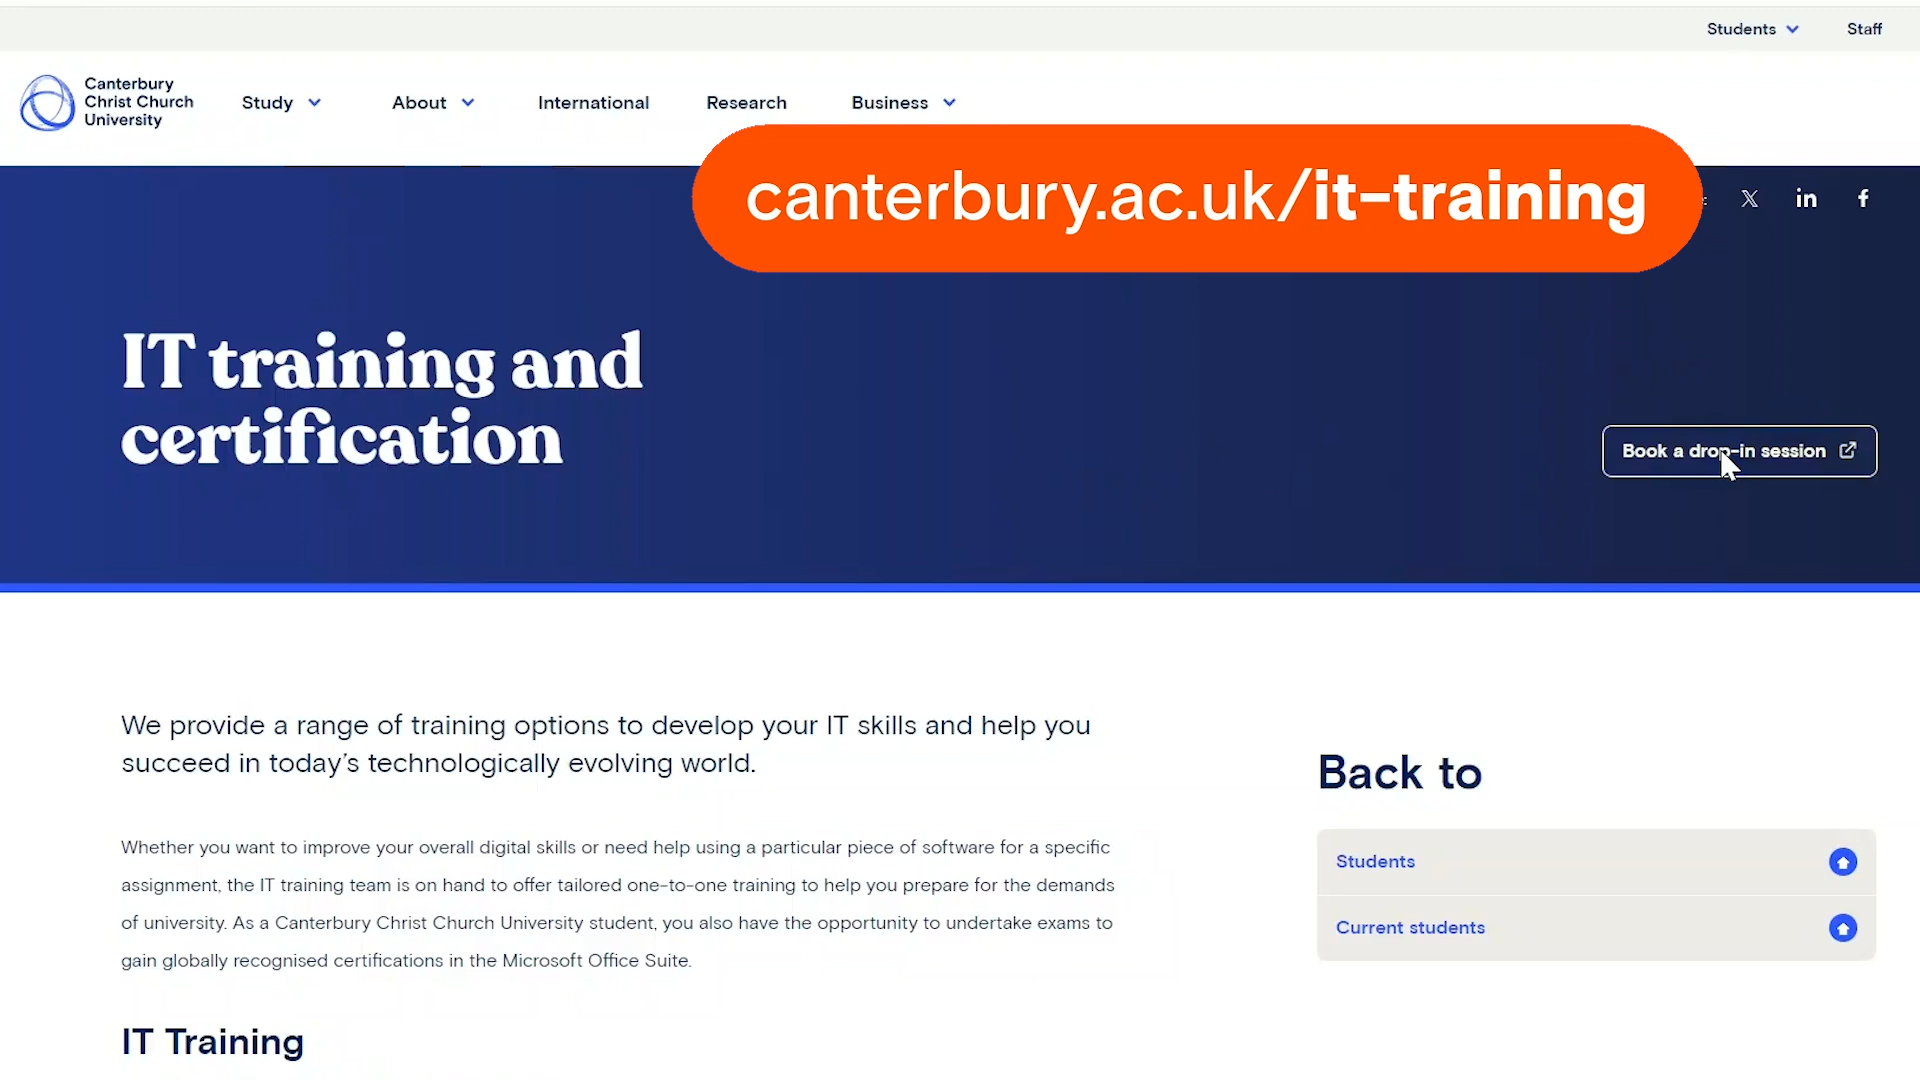 Students
Staff
Canterbury
Christ Church
University
Study
About
International
Research
Business
canterbury.ac.uk/it-training
IT training and
certification
Book a drop-in session
We provide a range of training options to develop your IT skills and help you
succeed in today's technologically evolving world.
Back to
Whether you want to improve your overall digital skills or need help using a particular piece of software for a specific
assignment, the IT training team is on hand to offer tailored one-to-one training to help you prepare for the demands
of university. As a Canterbury Christ Church University student, you also have the opportunity to undertake exams to
gain globally recognised certifications in the Microsoft Office Suite.
Students
Current students
IT Training